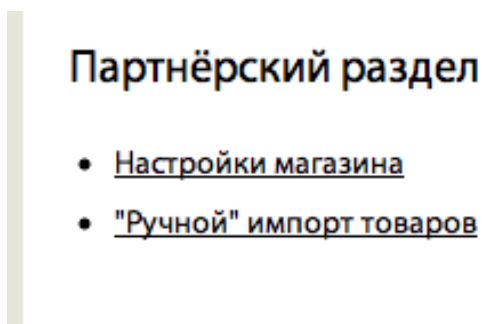 Партнёрский раздел
Настройки магазина
"Ручной" импорт товаров